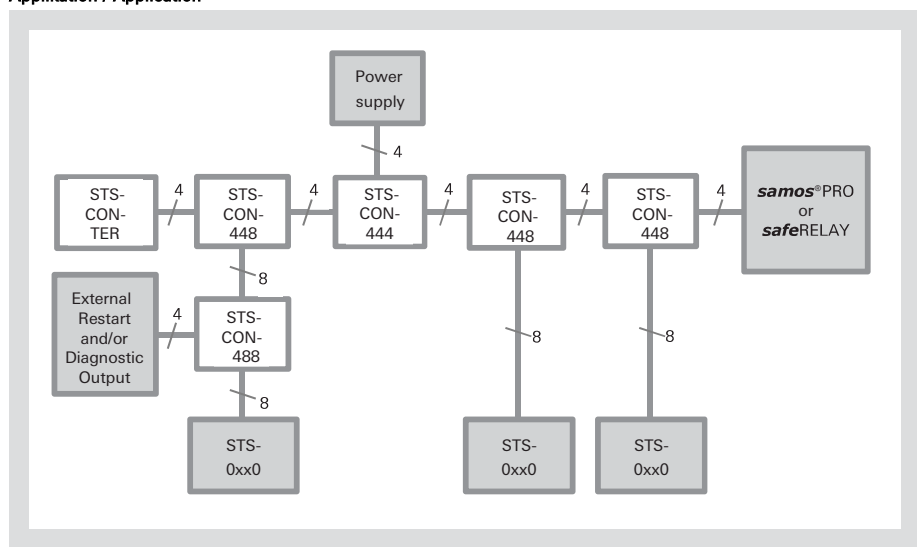 Applikation / Application
Power
supply
4
STS-
CON-
TER
4
STS-
CON-
448
4
STS-
CON-
444
4
STS-
CON-
448
4
STS-
CON-
448
4
samos®PRO
or
safeRELAY
8
External
Restart
and/or
Diagnostic
Output
4
STS-
CON-
488
8
8
8
STS-
0xx0
STS-
0xx0
STS-
0xx0